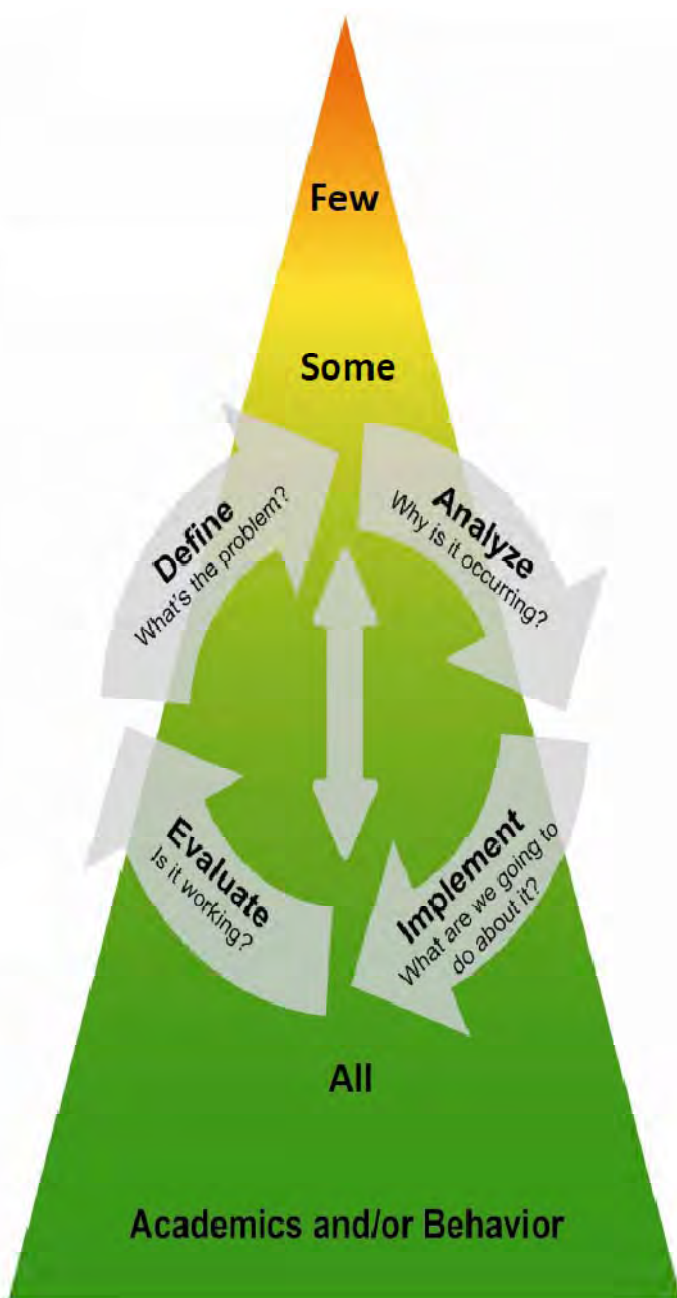 Few
Some
Define
What's the problem?
Analyze
Why is it occurring?
Implement
What are we going to
do about it?
Evaluate
Is it working?
All
Academics and/or Behavior